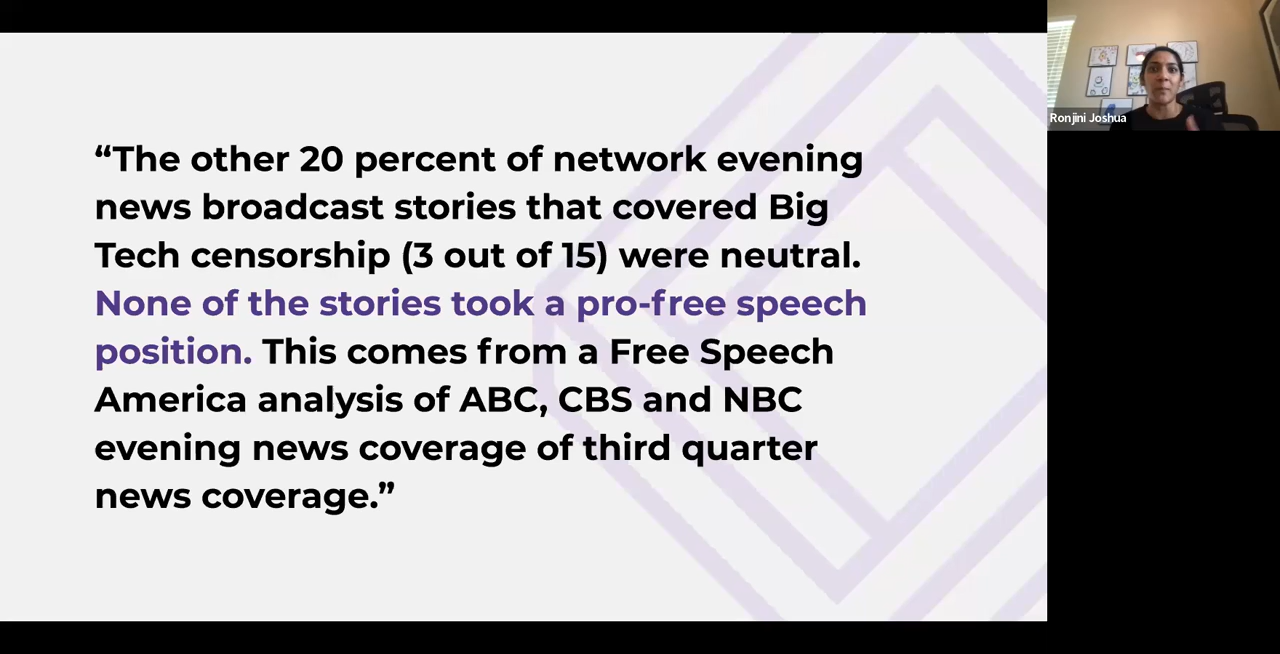 “The other 20 percent of network evening
news broadcast stories that covered Big
Tech censorship (3 out of 15) were neutral.
None of the stories took a pro-free speech
position. This comes from a Free Speech
America analysis of ABC, CBS and NBC
evening news coverage of third quarter
news coverage.”
Ronjini Joshua